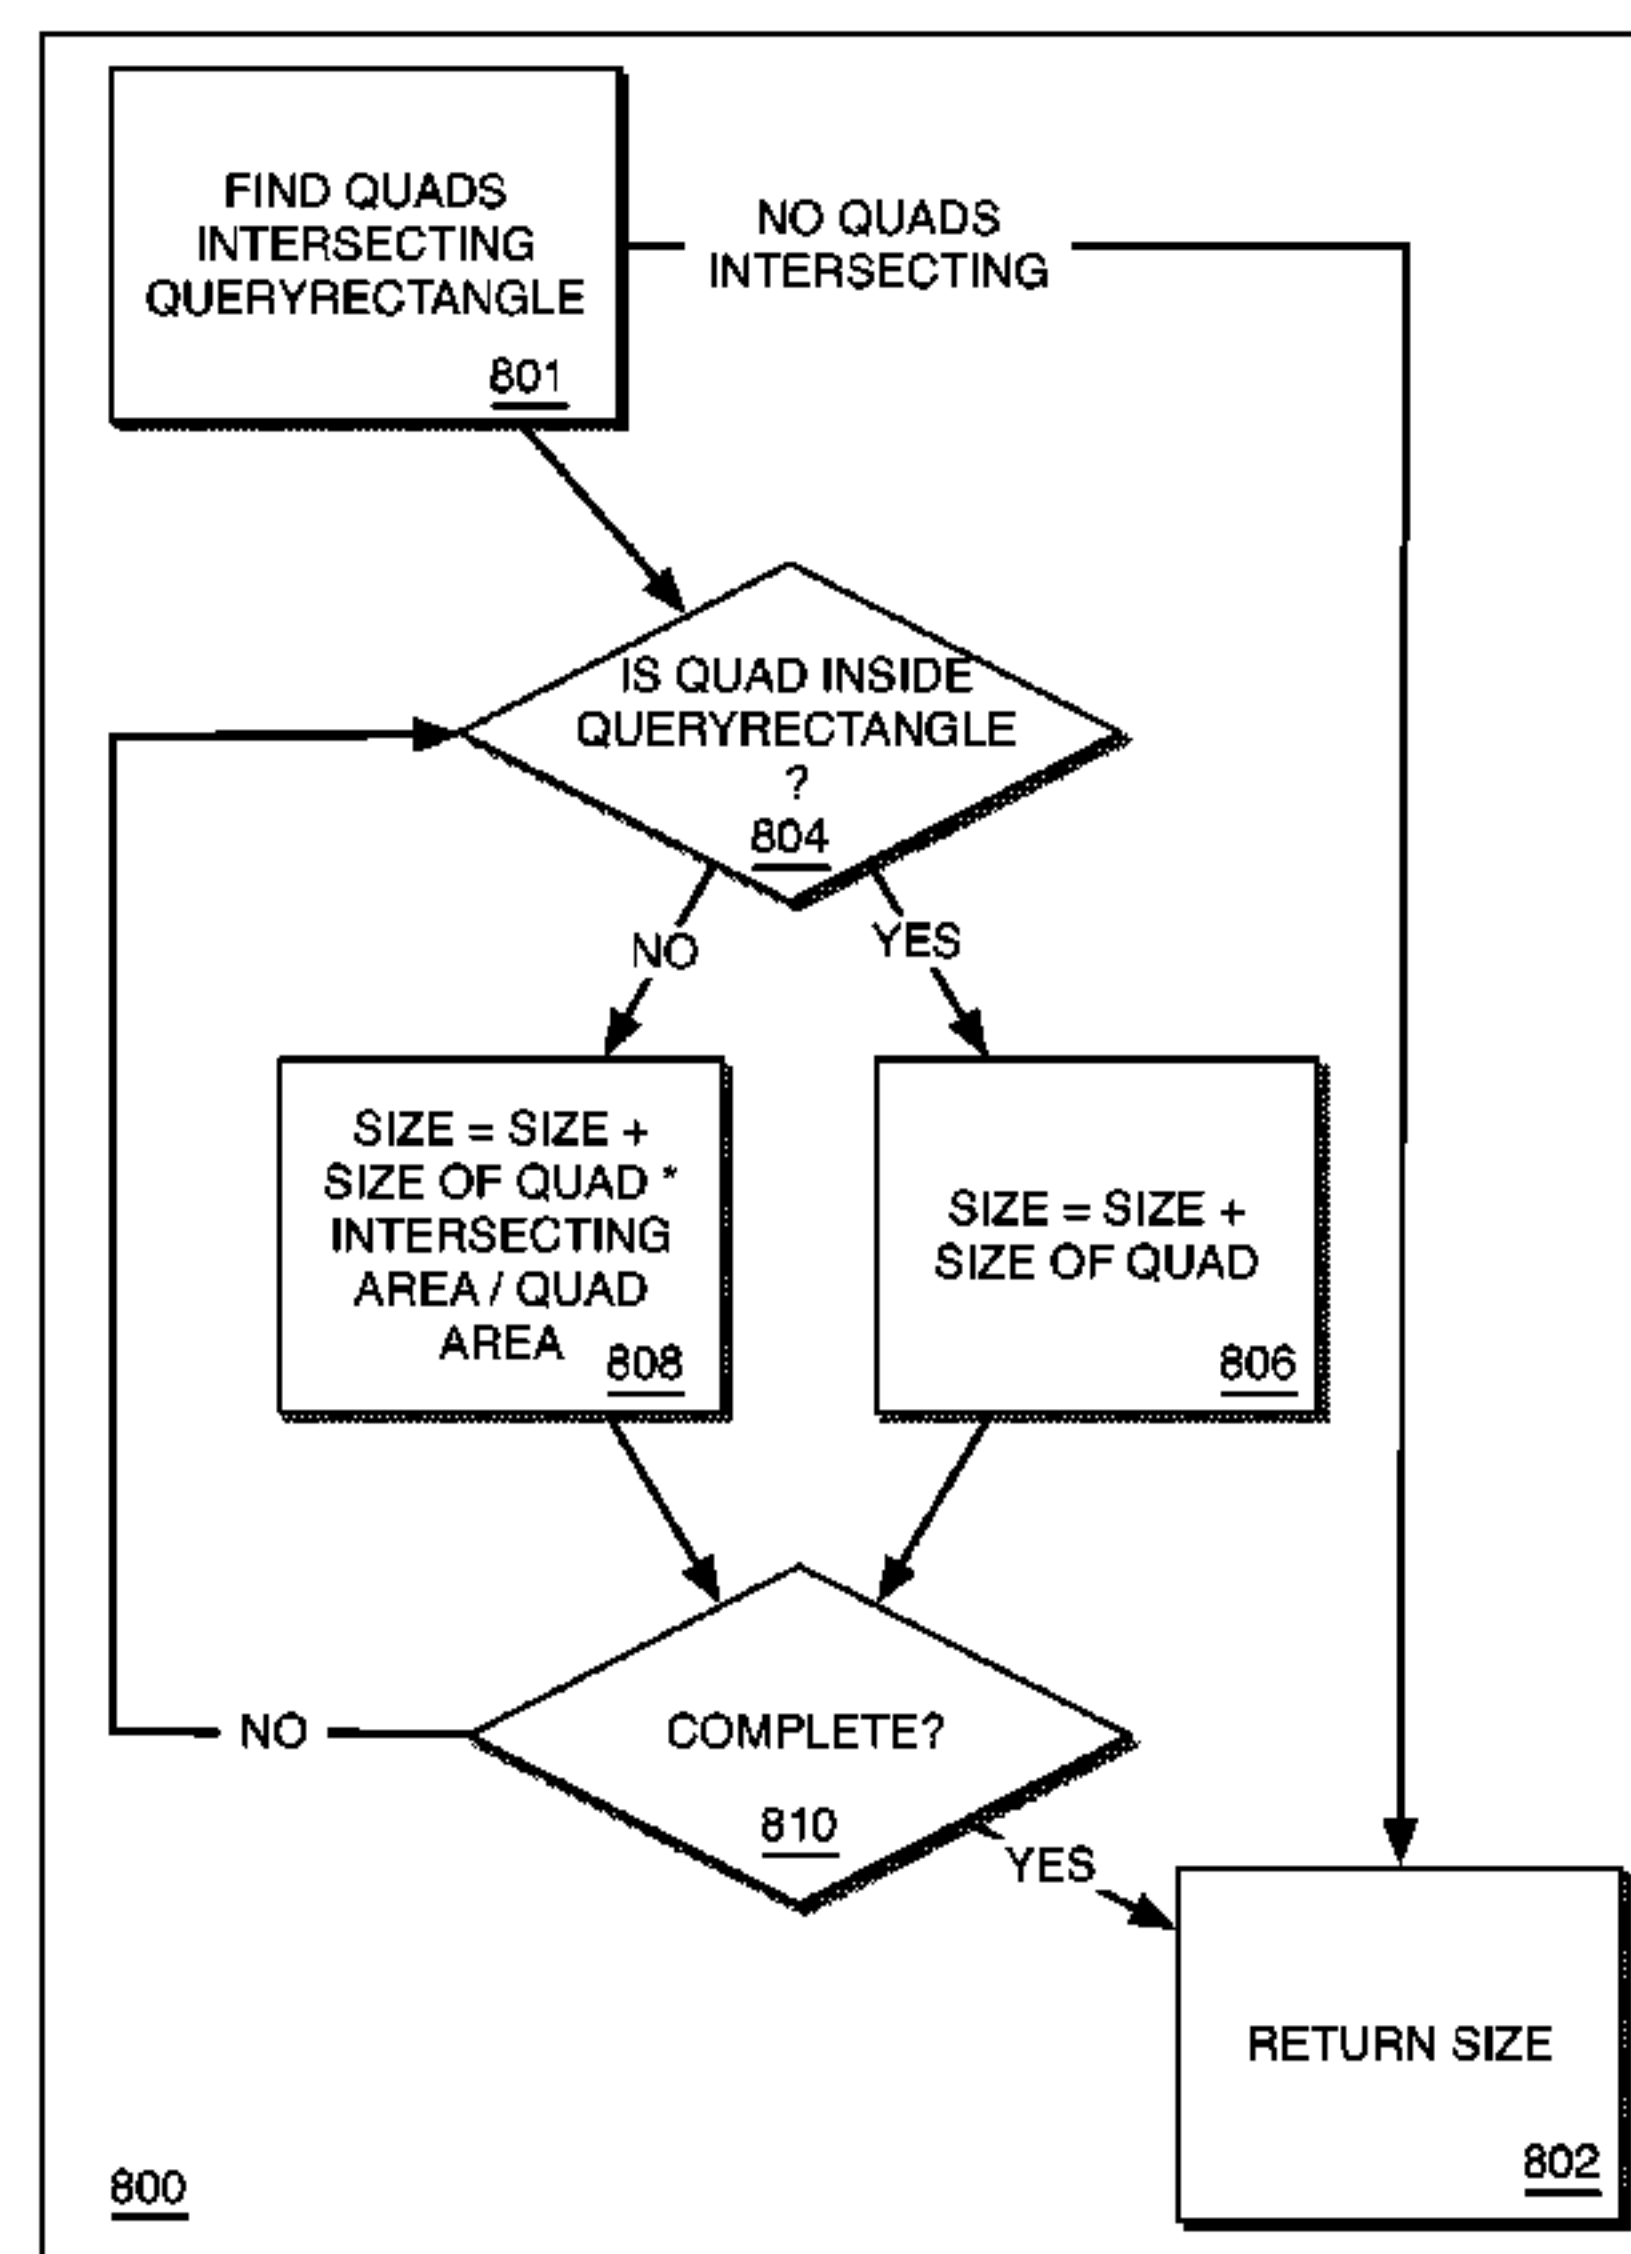 FIND QUADS
INTERSECTING
QUERYRECTANGLE
801
NO QUADS
INTERSECTING
IS QUAD INSIDE
QUERYRECTANGLE
?
804
NO
YES
SIZE = SIZE +
SIZE OF QUAD *
INTERSECTING
AREA / QUAD
AREA
808
SIZE = SIZE +
SIZE OF QUAD
806
NO
COMPLETE?
810
YES
RETURN SIZE
802
800